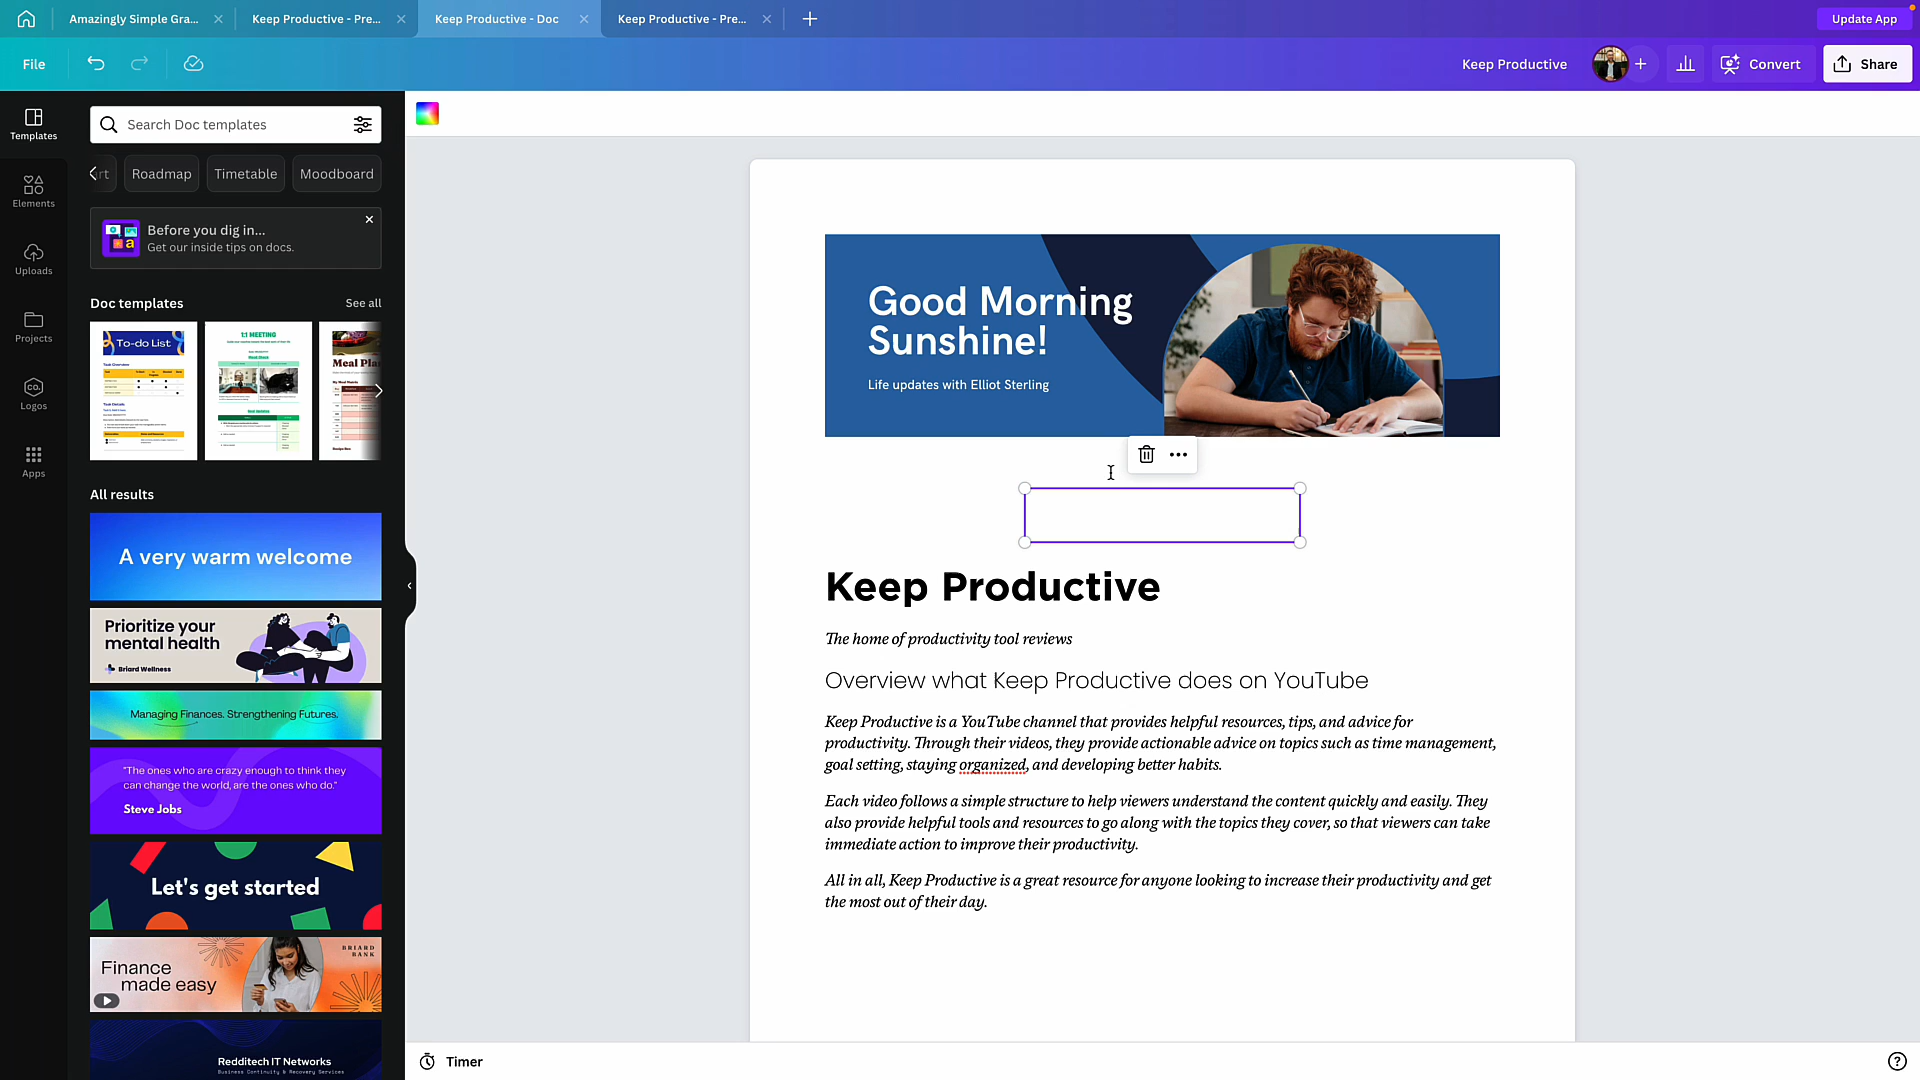 Amazingly Simple Gra...
Keep Productive - Pre...
Keep Productive - Doc
Keep Productive - Pre...
Update App
File
Keep Productive
Convert
Share
Templates
Elements
Uploads
Projects
CO.
Logos
Apps
Search Doc templates
rt
Roadmap
Timetable
Moodboard
Before you dig in...
Get our inside tips on docs.
Doc templates
See all
To-do List
1:1 MEETING
Meal Plan
All results
A very warm welcome
Prioritize your
mental health
Briard Wellness
Managing Finances. Strengthening Futures.
"The ones who are crazy enough to think they
can change the world, are the ones who do."
Steve Jobs
Let's get started
BRIARD
BANK
Finance
made easy
Redditech IT Networks
Business Continuity & Recovery Services
Good Morning
Sunshine!
Life updates with Elliot Sterling
Keep Productive
The home of productivity tool reviews
Overview what Keep Productive does on YouTube
Keep Productive is a YouTube channel that provides helpful resources, tips, and advice for
productivity. Through their videos, they provide actionable advice on topics such as time management,
goal setting, staying organized, and developing better habits.
Each video follows a simple structure to help viewers understand the content quickly and easily. They
also provide helpful tools and resources to go along with the topics they cover, so that viewers can take
immediate action to improve their productivity.
All in all, Keep Productive is a great resource for anyone looking to increase their productivity and get
the most out of their day.
Timer